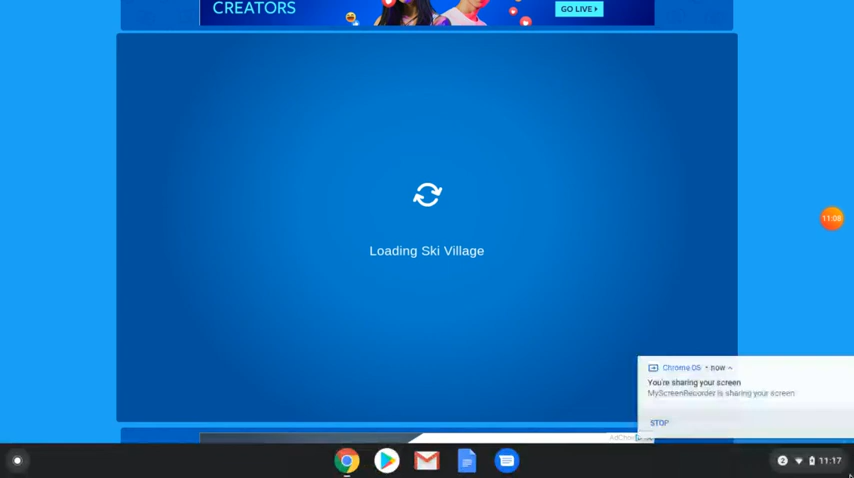 CREATORS
GO LIVE
Loading Ski Village
11:06
Chrome OS • now
You're sharing your screen
MyScreenRecorder is sharing your screen
STOP
AdChoices
2
11:17